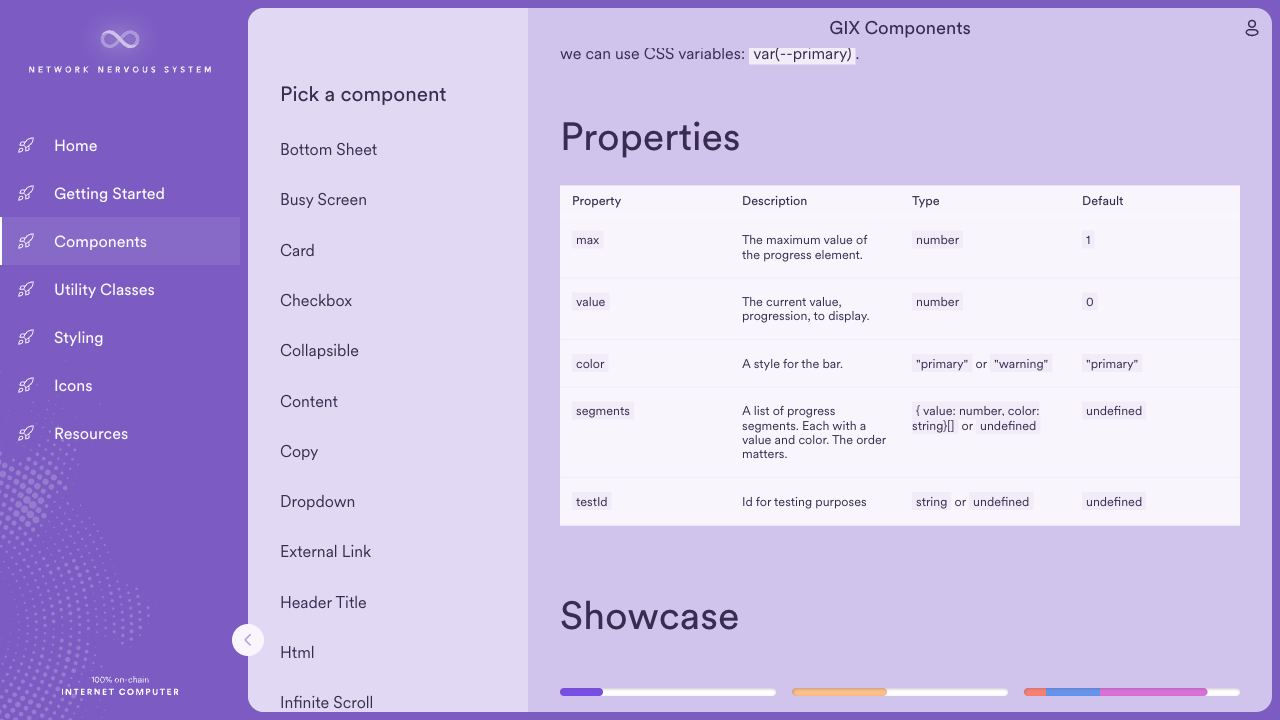 NETWORK NERVOUS SYSTEM
Home
Getting Started
Components
Utility Classes
Styling
Icons
Resources
100% on-chain
INTERNET COMPUTER
Pick a component
Bottom Sheet
Busy Screen
Card
Checkbox
Collapsible
Content
Copy
Dropdown
External Link
Header Title
Html
Infinite Scroll
GIX Components
we can use CSS variables: var(--primary) .
Properties
Property Description Type Default
max The maximum value of number 1
the progress element.
value The current value, number 0
progression, to display.
color A style for the bar. "primary" or "warning" "primary"
segments A list of progress { value: number, color: undefined
segments. Each with a string}[] or undefined
value and color. The order
matters.
testId Id for testing purposes string or undefined undefined
Showcase